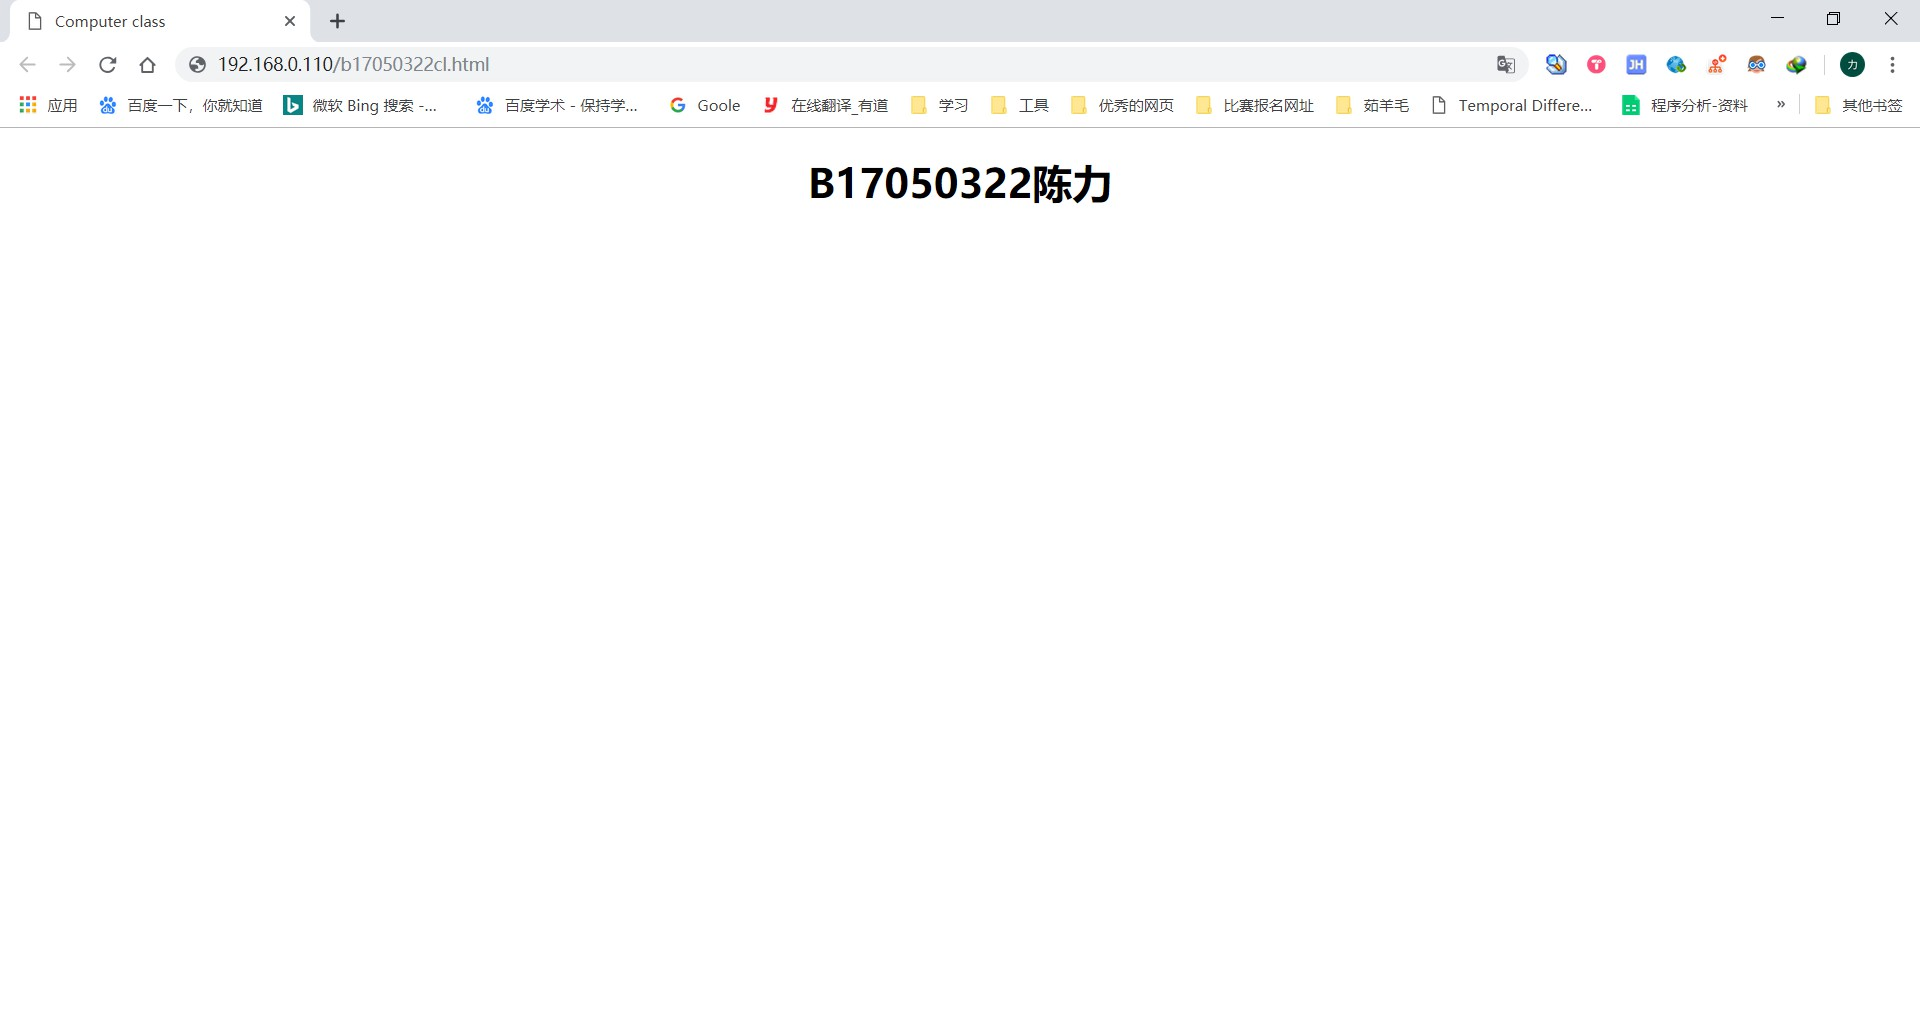 Computer class
192.168.0.110/b17050322cl.html
应用 百度一下，你就知道 微软 Bing 搜索 -... 百度学术 - 保持学... Goole 在线翻译_有道 学习 工具 优秀的网页 比赛报名网址 茹羊毛 Temporal Differe... 程序分析-资料 » 其他书签
B17050322陈力